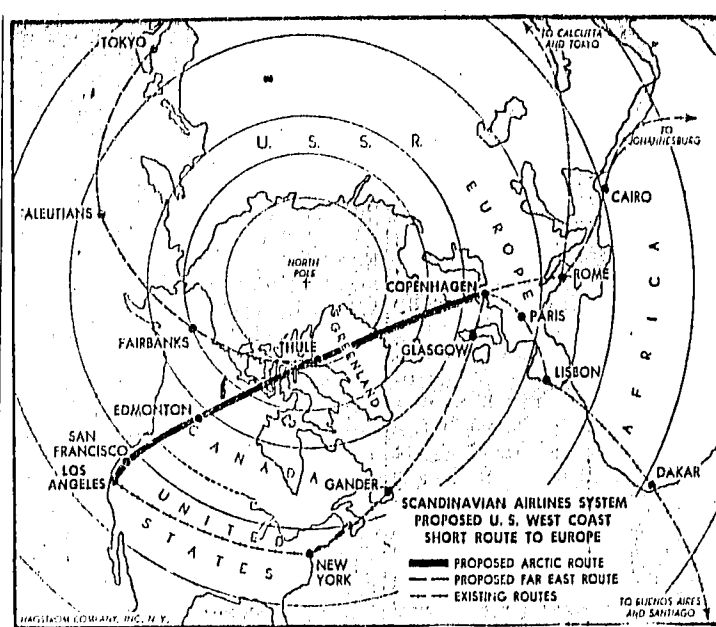 TOKYO
TO CALCUTTA
AND TOKYO
U. S. S. R.
TO
JOHANNESBURG
EUROPE
CAIRO
ALEUTIANS
NORTH
POLE
COPENHAGEN
ROME
AFRICA
PARIS
FAIRBANKS
THULE
GREENLAND
GLASGOW
LISBON
EDMONTON
CANADA
SAN
FRANCISCO
LOS
ANGELES
GANDER
DAKAR
UNITED
STATES
NEW
YORK
SCANDINAVIAN AIRLINES SYSTEM
PROPOSED U. S. WEST COAST
SHORT ROUTE TO EUROPE
PROPOSED ARCTIC ROUTE
PROPOSED FAR EAST ROUTE
EXISTING ROUTES
TO BUENOS AIRES
AND SANTIAGO
HAGSTROM COMPANY, INC., N. Y.